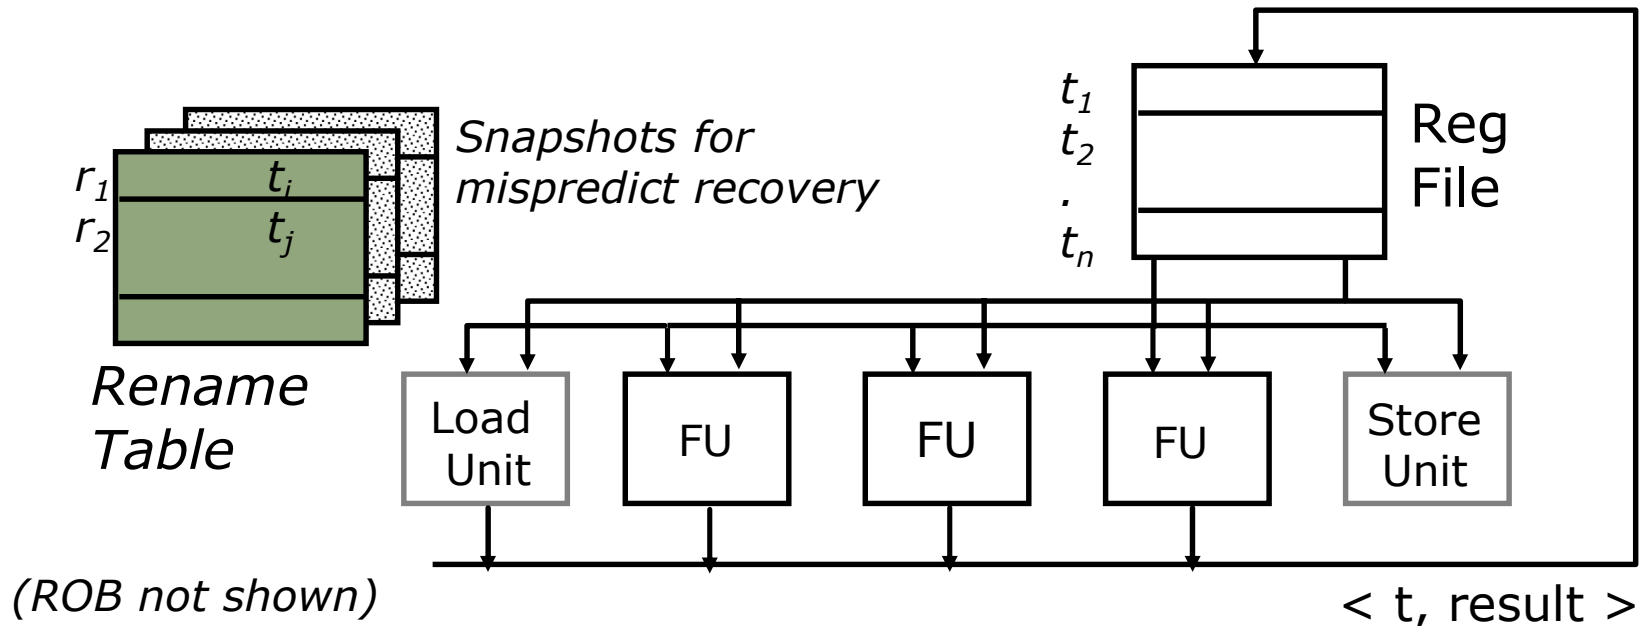 Snapshots for
mispredict recovery
r₁ tᵢ
r₂ tⱼ
Rename
Table
t₁
t₂
.
tₙ
Reg
File
Load
Unit
FU
FU
FU
Store
Unit
(ROB not shown)
< t, result >